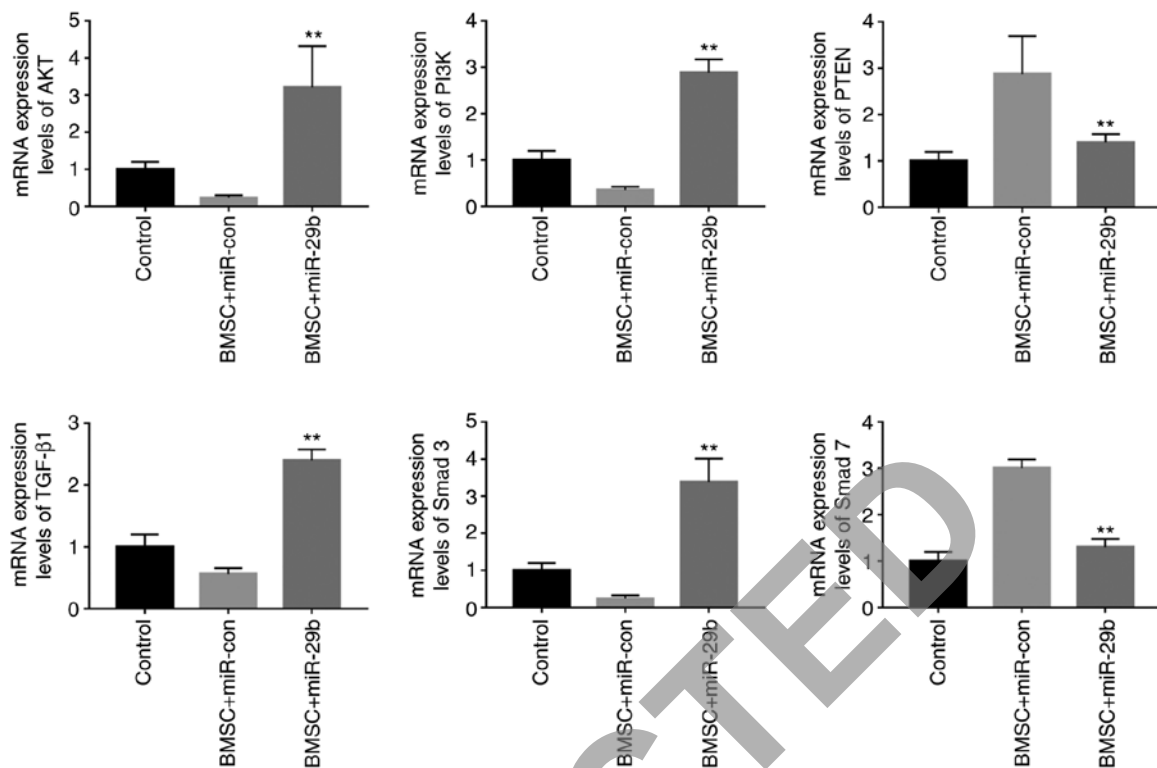 mRNA expression
levels of AKT
5
4
3
2
1
0
**
Control
BMSC+miR-con
BMSC+miR-29b
mRNA expression
levels of PI3K
4
3
2
1
0
**
Control
BMSC+miR-con
BMSC+miR-29b
mRNA expression
levels of PTEN
4
3
2
1
0
**
Control
BMSC+miR-con
BMSC+miR-29b
mRNA expression
levels of TGF-β1
3
2
1
0
**
Control
BMSC+miR-con
BMSC+miR-29b
mRNA expression
levels of Smad 3
5
4
3
2
1
0
**
Control
BMSC+miR-con
BMSC+miR-29b
mRNA expression
levels of Smad 7
4
3
2
1
0
**
Control
BMSC+miR-con
BMSC+miR-29b
CTED